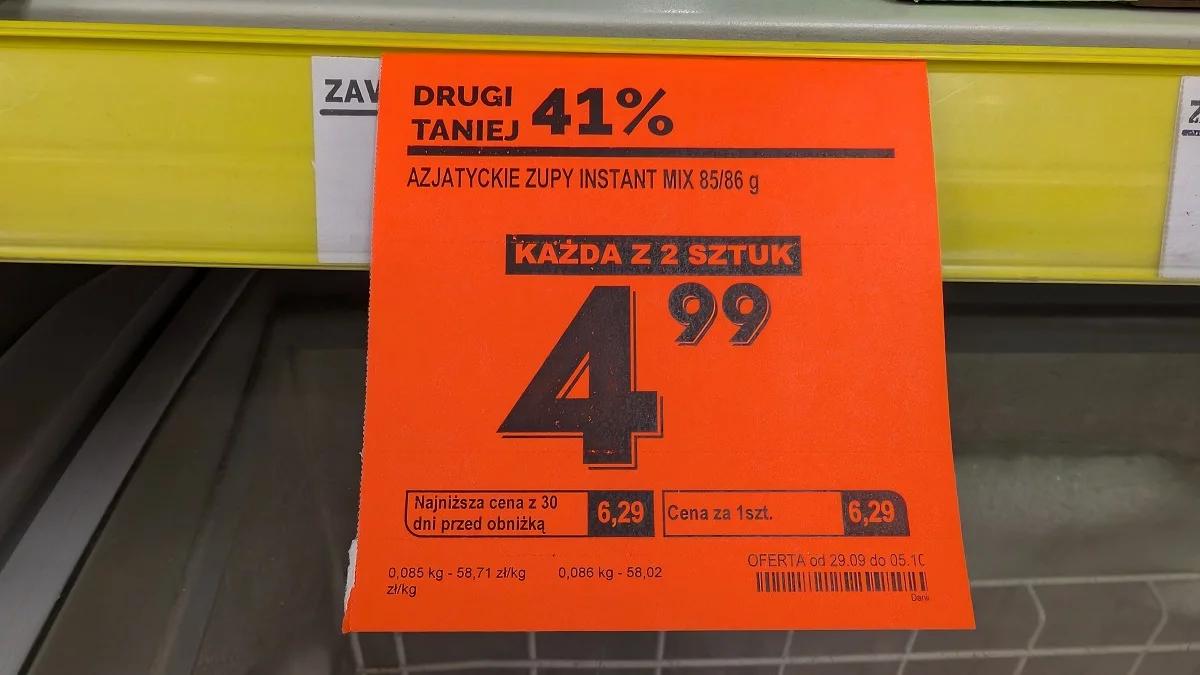 ZAW
DRUGI
TANIEJ 41%
AZJATYCKIE ZUPY INSTANT MIX 85/86 g
KAŻDA Z 2 SZTUK
4 99
Najniższa cena z 30
dni przed obniżką
6,29
Cena za 1szt.
6,29
OFERTA od 29.09 do 05.10
0,085 kg - 58,71 zł/kg 0,086 kg - 58,02
zł/kg